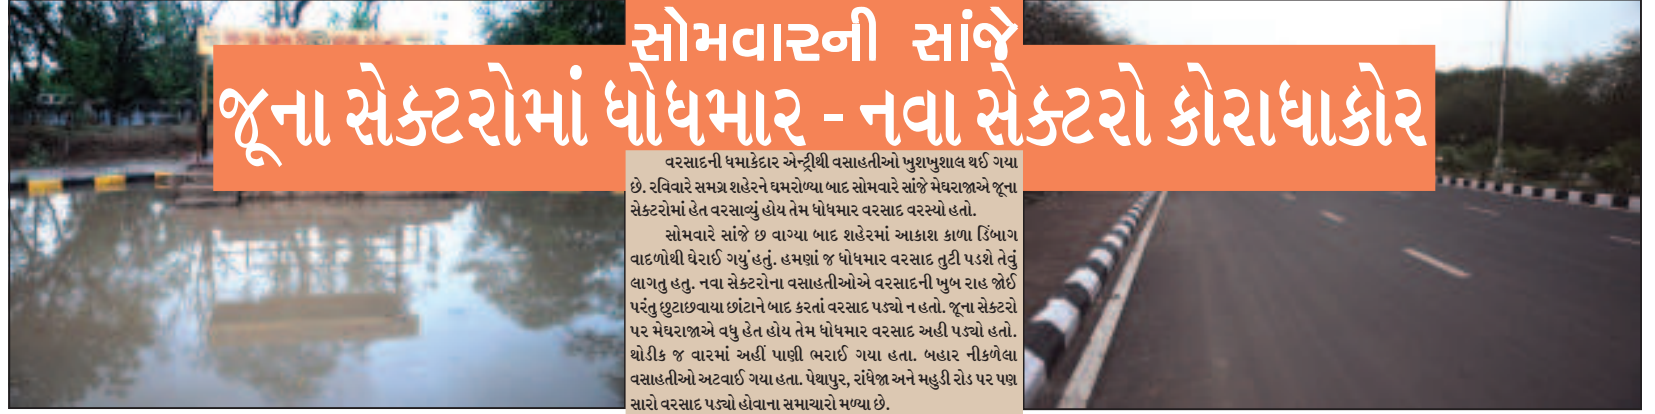 સોમવારની સાંજે
જૂના સેક્ટરોમાં ધોધમાર - નવા સેક્ટરો કોરાધાકોર
વરસાદની ધમાકેદાર એન્ટ્રીથી વસાહતીઓ ખુશખુશાલ થઈ ગયા
છે. રવિવારે સમગ્ર શહેરને ઘમરોળ્યા બાદ સોમવારે સાંજે મેઘરાજાએ જૂના
સેક્ટરોમાં હેત વરસાવ્યું હોય તેમ ધોધમાર વરસાદ વરસ્યો હતો.
સોમવારે સાંજે છ વાગ્યા બાદ શહેરમાં આકાશ કાળા ડિંબાગ
વાદળોથી ઘેરાઈ ગયું હતું. હમણાં જ ધોધમાર વરસાદ તુટી પડશે તેવું
લાગતુ હતુ. નવા સેક્ટરોના વસાહતીઓએ વરસાદની ખુબ રાહ જોઈ
પરંતુ છુટાછવાયા છાંટાને બાદ કરતાં વરસાદ પડ્યો ન હતો. જૂના સેક્ટરો
પર મેઘરાજાએ વધુ હેત હોય તેમ ધોધમાર વરસાદ અહી પડ્યો હતો.
થોડીક જ વારમાં અહીં પાણી ભરાઈ ગયા હતા. બહાર નીકળેલા
વસાહતીઓ અટવાઈ ગયા હતા. પેથાપુર, રાંધેજા અને મહુડી રોડ પર પણ
સારો વરસાદ પડ્યો હોવાના સમાચારો મળ્યા છે.